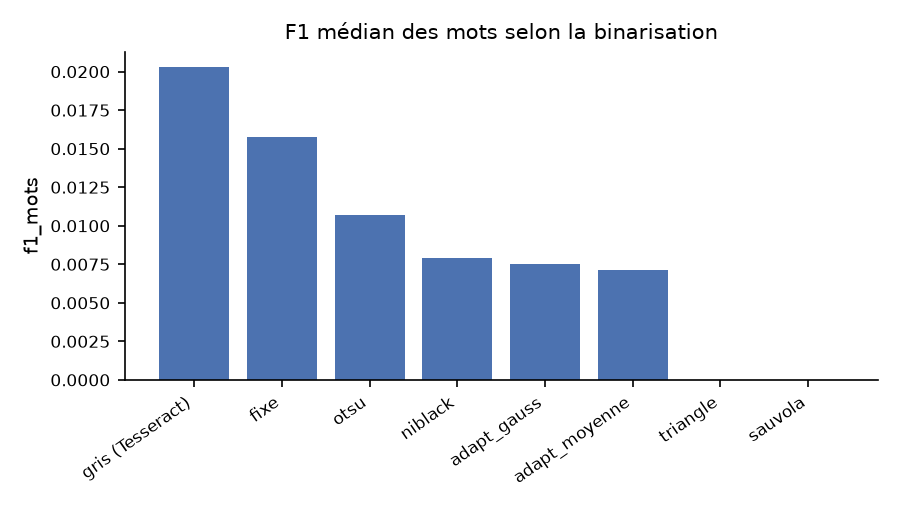 F1 médian des mots selon la binarisation
f1_mots
0.0200
0.0175
0.0150
0.0125
0.0100
0.0075
0.0050
0.0025
0.0000
gris (Tesseract)
fixe
otsu
niblack
adapt_gauss
adapt_moyenne
triangle
sauvola